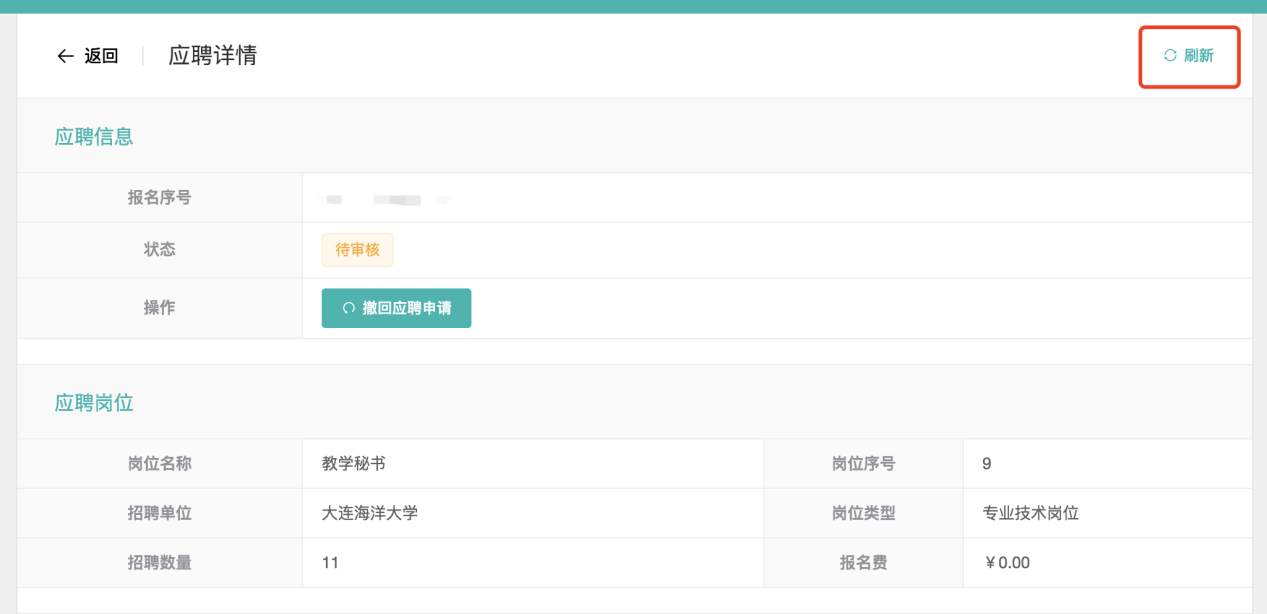 返回 应聘详情 刷新
应聘信息
报名序号
状态 待审核
操作 撤回应聘申请
应聘岗位
岗位名称 教学秘书 岗位序号 9
招聘单位 大连海洋大学 岗位类型 专业技术岗位
招聘数量 11 报名费 ￥0.00